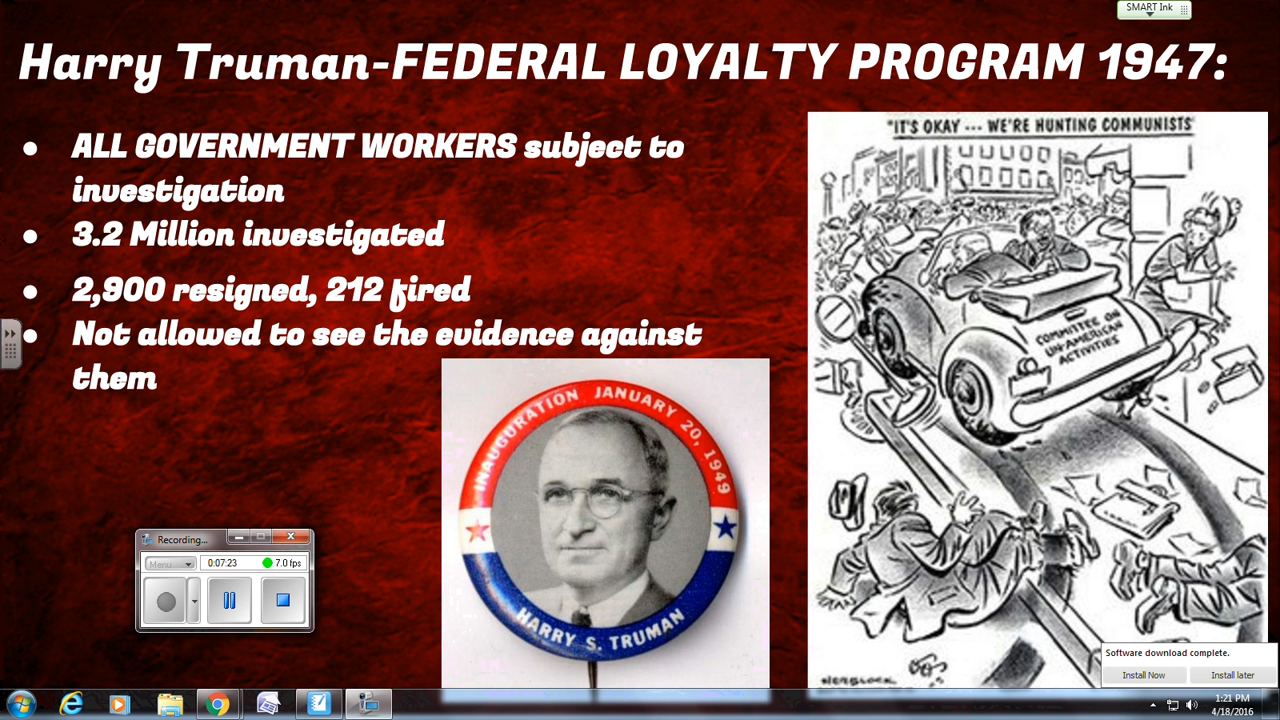 SMART Ink
Harry Truman-FEDERAL LOYALTY PROGRAM 1947:
● ALL GOVERNMENT WORKERS subject to
investigation
● 3.2 Million investigated
● 2,900 resigned, 212 fired
● Not allowed to see the evidence against
them
"IT'S OKAY --- WE'RE HUNTING COMMUNISTS"
COMMITTEE ON
UN-AMERICAN
ACTIVITIES
HERBLOCK
INAUGURATION JANUARY 20, 1949
HARRY S. TRUMAN
Recording...
Menu
0:07:23
7.0 fps
Software download complete.
Install Now
Install later
1:21 PM
4/18/2016